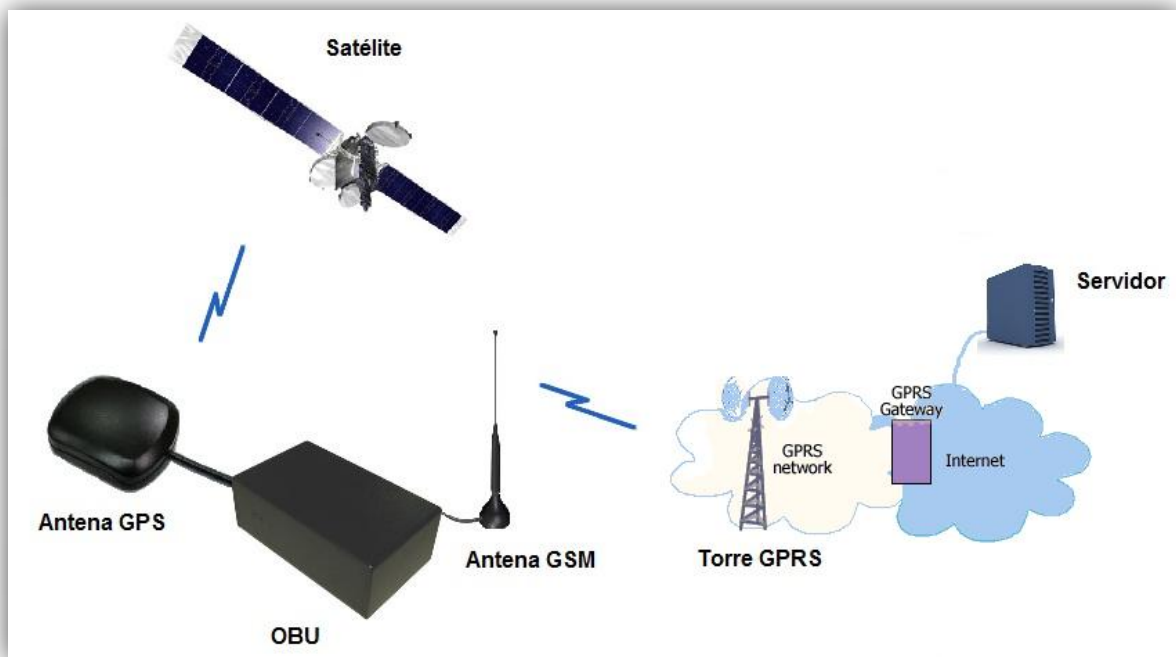 Satélite
Servidor
GPRS
Gateway
GPRS
network
Internet
Antena GPS
Antena GSM
Torre GPRS
OBU